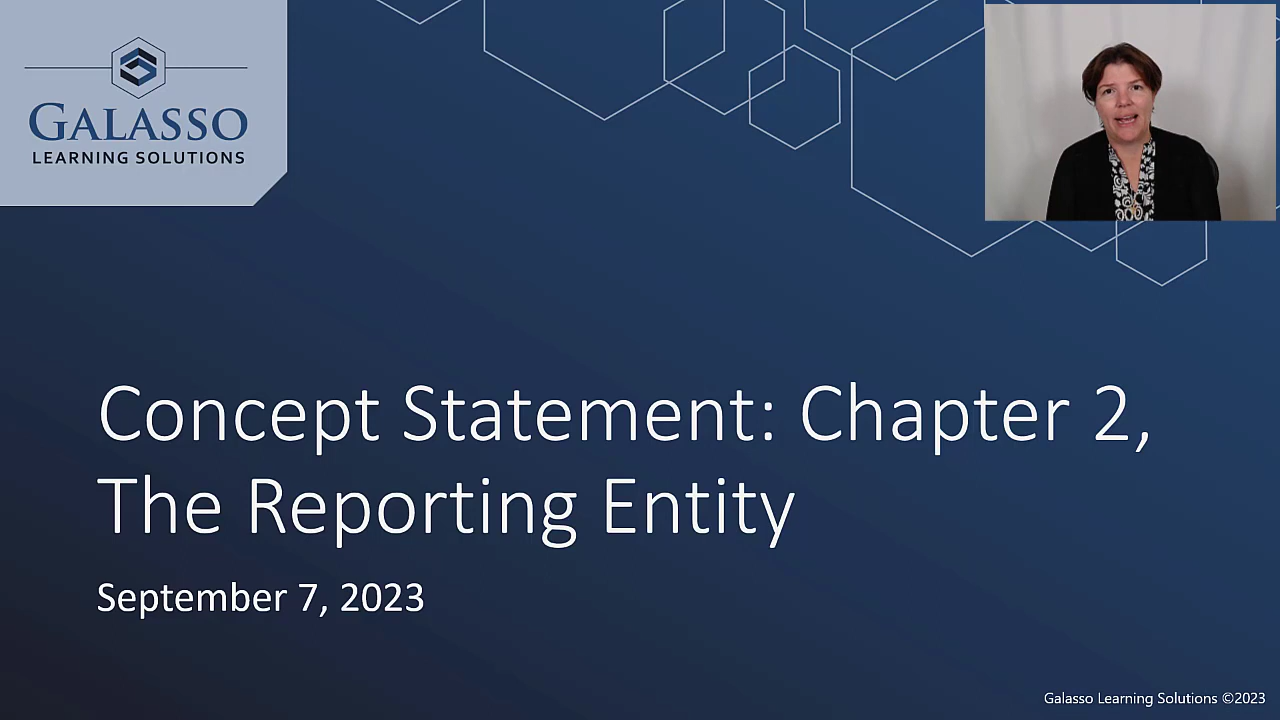 GALASSO
LEARNING SOLUTIONS
Concept Statement: Chapter 2,
The Reporting Entity
September 7, 2023
Galasso Learning Solutions ©2023